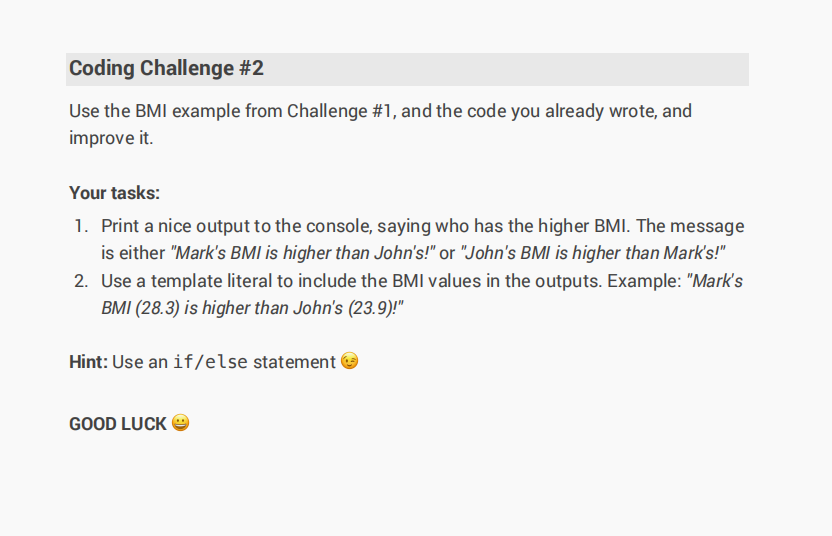 Coding Challenge #2
Use the BMI example from Challenge #1, and the code you already wrote, and
improve it.
Your tasks:
1. Print a nice output to the console, saying who has the higher BMI. The message
is either "Mark's BMI is higher than John's!" or "John's BMI is higher than Mark's!"
2. Use a template literal to include the BMI values in the outputs. Example: "Mark's
BMI (28.3) is higher than John's (23.9)!"
Hint: Use an if/else statement 😉
GOOD LUCK 😀